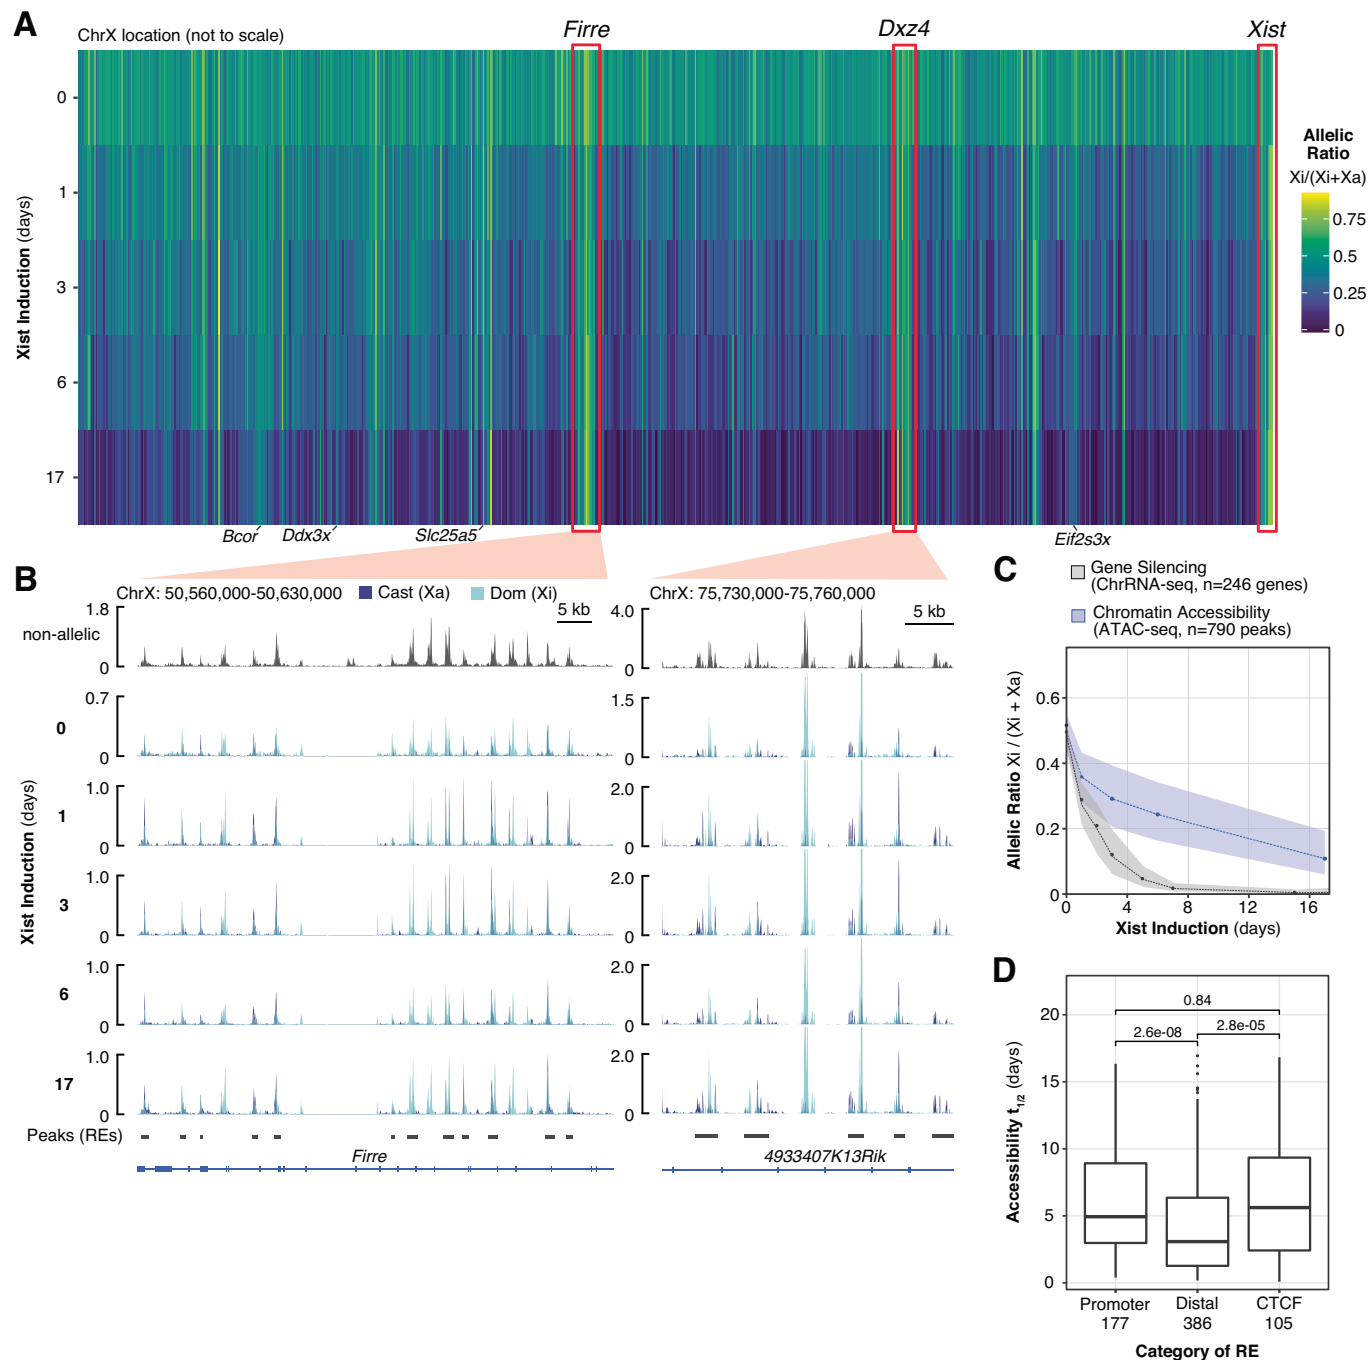 A
ChrX location (not to scale)
Firre
Dxz4
Xist
Xist Induction (days)
0
1
3
6
17
Allelic
Ratio
Xi/(Xi+Xa)
0.75
0.5
0.25
0
Bcor
Ddx3x
Slc25a5
Eif2s3x
B
ChrX: 50,560,000-50,630,000
Cast (Xa)
Dom (Xi)
5 kb
ChrX: 75,730,000-75,760,000
5 kb
non-allelic
1.8
0
4.0
0
Xist Induction (days)
0
0.7
0
1.5
0
1
1.0
0
2.0
0
3
1.0
0
2.0
0
6
1.0
0
2.0
0
17
1.0
0
2.0
0
Peaks (REs)
Firre
4933407K13Rik
C
Gene Silencing
(ChrRNA-seq, n=246 genes)
Chromatin Accessibility
(ATAC-seq, n=790 peaks)
Allelic Ratio Xi / (Xi + Xa)
0.6
0.4
0.2
0
0
4
8
12
16
Xist Induction (days)
D
Accessibility t1/2 (days)
20
15
10
5
0
0.84
2.6e-08
2.8e-05
Promoter
177
Distal
386
CTCF
105
Category of RE